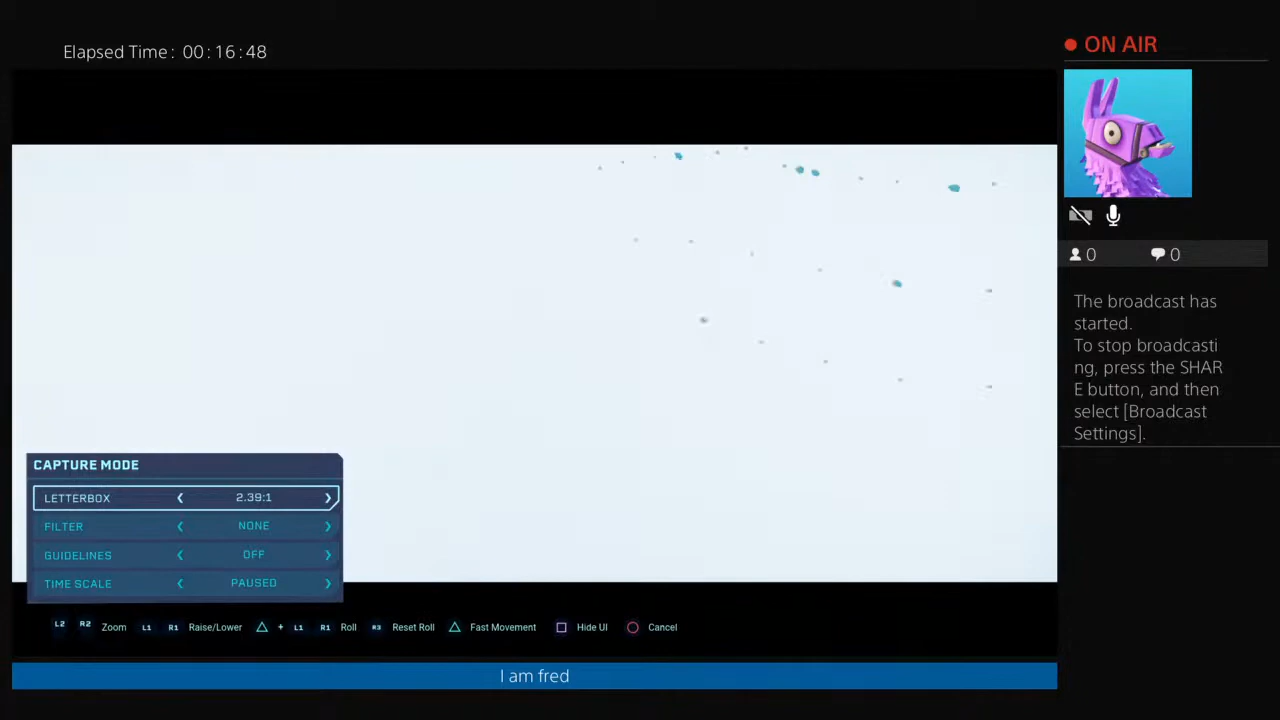 Elapsed Time: 00:16:48
ON AIR
0 0
The broadcast has
started.
To stop broadcasti
ng, press the SHAR
E button, and then
select [Broadcast
Settings].
CAPTURE MODE
LETTERBOX 2.39:1
FILTER NONE
GUIDELINES OFF
TIME SCALE PAUSED
L2 R2 Zoom L1 R1 Raise/Lower + L1 R1 Roll R3 Reset Roll Fast Movement Hide UI Cancel
I am fred